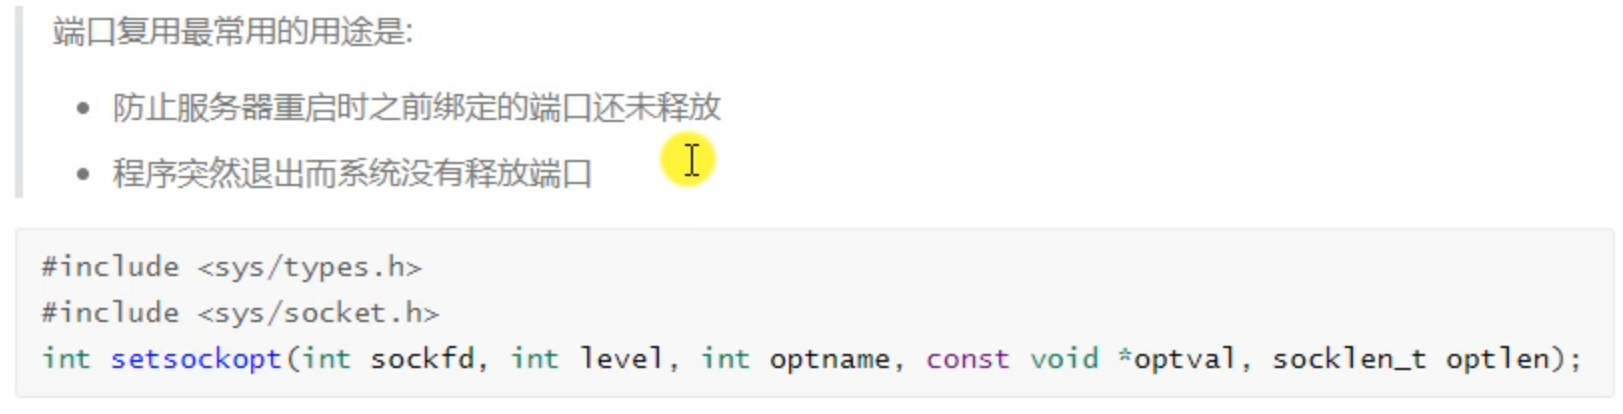 端口复用最常用的用途是:
防止服务器重启时之前绑定的端口还未释放
程序突然退出而系统没有释放端口
#include <sys/types.h>
#include <sys/socket.h>
int setsockopt(int sockfd, int level, int optname, const void *optval, socklen_t optlen);